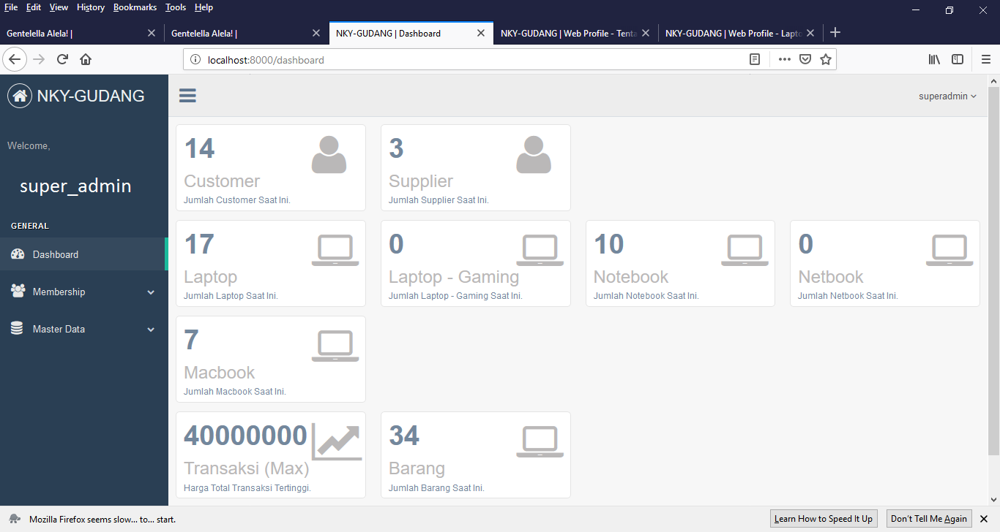 File Edit View History Bookmarks Tools Help
Gentelella Alela! |
Gentelella Alela! |
NKY-GUDANG | Dashboard
NKY-GUDANG | Web Profile - Tenta
NKY-GUDANG | Web Profile - Lapto
localhost:8000/dashboard
NKY-GUDANG
superadmin
Welcome,
super_admin
GENERAL
Dashboard
Membership
Master Data
14
Customer
Jumlah Customer Saat Ini.
3
Supplier
Jumlah Supplier Saat Ini.
17
Laptop
Jumlah Laptop Saat Ini.
0
Laptop - Gaming
Jumlah Laptop - Gaming Saat Ini.
10
Notebook
Jumlah Notebook Saat Ini.
0
Netbook
Jumlah Netbook Saat Ini.
7
Macbook
Jumlah Macbook Saat Ini.
40000000
Transaksi (Max)
Harga Total Transaksi Tertinggi.
34
Barang
Jumlah Barang Saat Ini.
Mozilla Firefox seems slow... to... start.
Learn How to Speed It Up
Don't Tell Me Again